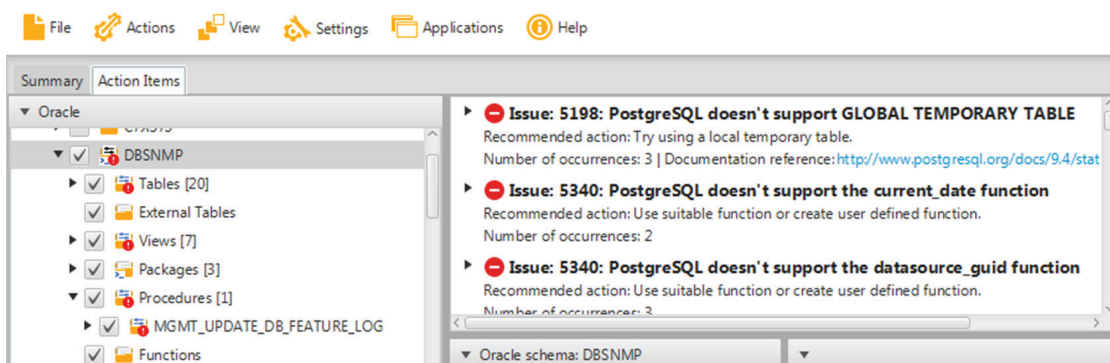 File Actions View Settings Applications Help
Summary Action Items
Oracle
DBSNMP
Tables [20]
External Tables
Views [7]
Packages [3]
Procedures [1]
MGMT_UPDATE_DB_FEATURE_LOG
Functions
Issue: 5198: PostgreSQL doesn't support GLOBAL TEMPORARY TABLE
Recommended action: Try using a local temporary table.
Number of occurrences: 3 | Documentation reference: http://www.postgresql.org/docs/9.4/stat
Issue: 5340: PostgreSQL doesn't support the current_date function
Recommended action: Use suitable function or create user defined function.
Number of occurrences: 2
Issue: 5340: PostgreSQL doesn't support the datasource_guid function
Recommended action: Use suitable function or create user defined function.
Number of occurrences: 3
Oracle schema: DBSNMP